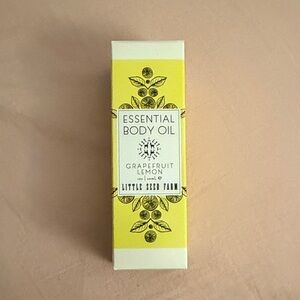 ESSENTIAL
BODY OIL
GRAPEFRUIT
LEMON
LITTLE SEED FARM